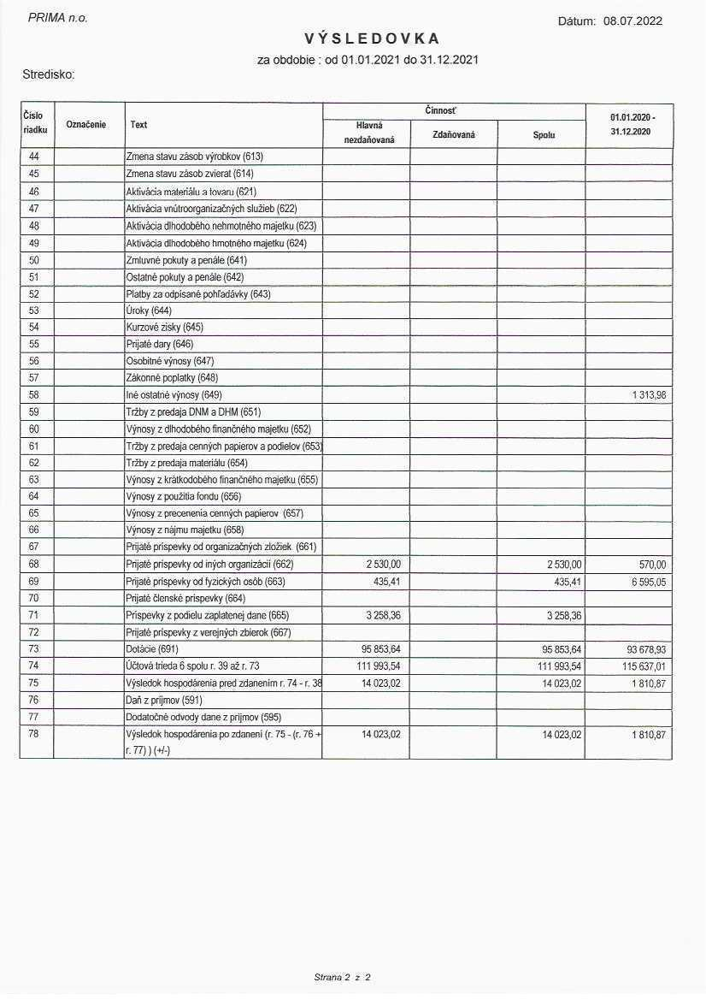 PRIMA n.o.
Dátum: 08.07.2022
VÝSLEDOVKA
za obdobie : od 01.01.2021 do 31.12.2021
Stredisko:
Číslo riadku Označenie Text Činnosť 01.01.2020 - 31.12.2020
Hlavná nezdaňovaná Zdaňovaná Spolu
44 Zmena stavu zásob výrobkov (613)
45 Zmena stavu zásob zvierat (614)
46 Aktivácia materiálu a tovaru (621)
47 Aktivácia vnútroorganizačných služieb (622)
48 Aktivácia dlhodobého nehmotného majetku (623)
49 Aktivácia dlhodobého hmotného majetku (624)
50 Zmluvné pokuty a penále (641)
51 Ostatné pokuty a penále (642)
52 Platby za odpísané pohľadávky (643)
53 Úroky (644)
54 Kurzové zisky (645)
55 Prijaté dary (646)
56 Osobitné výnosy (647)
57 Zákonné poplatky (648)
58 Iné ostatné výnosy (649) 1 313,98
59 Tržby z predaja DNM a DHM (651)
60 Výnosy z dlhodobého finančného majetku (652)
61 Tržby z predaja cenných papierov a podielov (653)
62 Tržby z predaja materiálu (654)
63 Výnosy z krátkodobého finančného majetku (655)
64 Výnosy z použitia fondu (656)
65 Výnosy z precenenia cenných papierov (657)
66 Výnosy z nájmu majetku (658)
67 Prijaté príspevky od organizačných zložiek (661)
68 Prijaté príspevky od iných organizácií (662) 2 530,00 2 530,00 570,00
69 Prijaté príspevky od fyzických osôb (663) 435,41 435,41 6 595,05
70 Prijaté členské príspevky (664)
71 Príspevky z podielu zaplatenej dane (665) 3 258,36 3 258,36
72 Prijaté príspevky z verejných zbierok (667)
73 Dotácie (691) 95 853,64 95 853,64 93 678,93
74 Účtová trieda 6 spolu r. 39 až r. 73 111 993,54 111 993,54 115 637,01
75 Výsledok hospodárenia pred zdanením r. 74 - r. 38 14 023,02 14 023,02 1 810,87
76 Daň z príjmov (591)
77 Dodatočné odvody dane z príjmov (595)
78 Výsledok hospodárenia po zdanení (r. 75 - (r. 76 + 14 023,02 14 023,02 1 810,87
r. 77) ) (+/-)
Strana 2 z 2